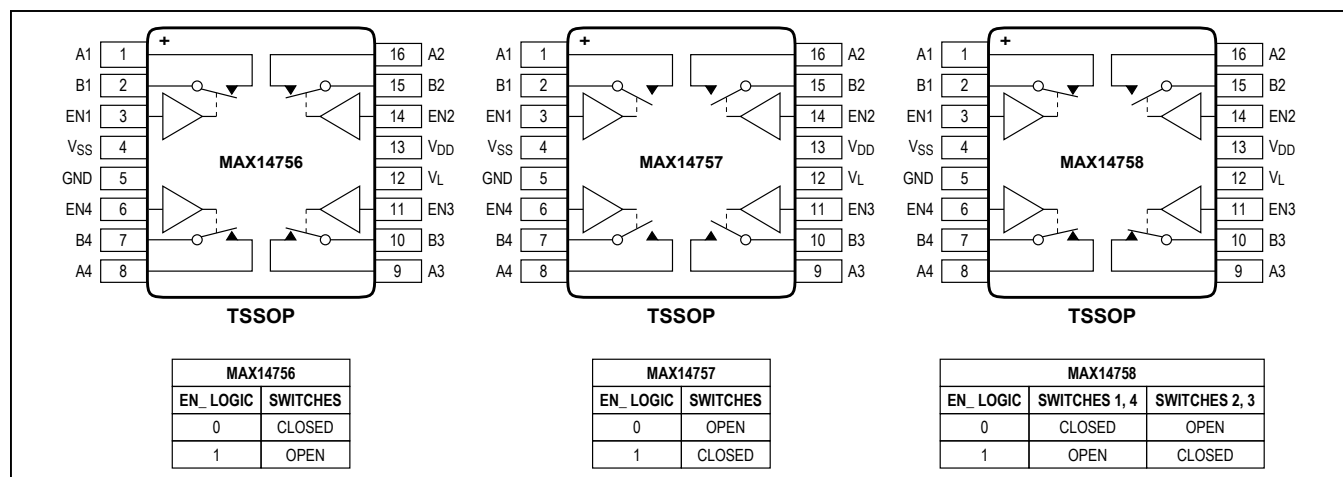 +
A1 1 16 A2
B1 2 15 B2
EN1 3 14 EN2
VSS 4 13 VDD
MAX14756
GND 5 12 VL
EN4 6 11 EN3
B4 7 10 B3
A4 8 9 A3
TSSOP
MAX14756
EN_ LOGIC SWITCHES
0 CLOSED
1 OPEN
+
A1 1 16 A2
B1 2 15 B2
EN1 3 14 EN2
VSS 4 13 VDD
MAX14757
GND 5 12 VL
EN4 6 11 EN3
B4 7 10 B3
A4 8 9 A3
TSSOP
MAX14757
EN_ LOGIC SWITCHES
0 OPEN
1 CLOSED
+
A1 1 16 A2
B1 2 15 B2
EN1 3 14 EN2
VSS 4 13 VDD
MAX14758
GND 5 12 VL
EN4 6 11 EN3
B4 7 10 B3
A4 8 9 A3
TSSOP
MAX14758
EN_ LOGIC SWITCHES 1, 4 SWITCHES 2, 3
0 CLOSED OPEN
1 OPEN CLOSED